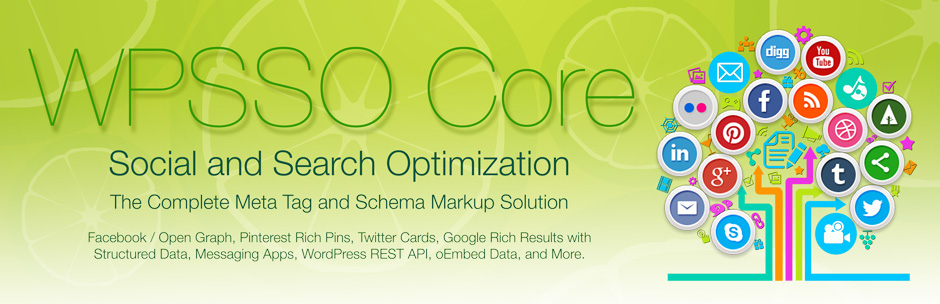 WPSSO Core
Social and Search Optimization
The Complete Meta Tag and Schema Markup Solution
Facebook / Open Graph, Pinterest Rich Pins, Twitter Cards, Google Rich Results with
Structured Data, Messaging Apps, WordPress REST API, oEmbed Data, and More.
digg
You
Tube
f
p
in
g+
t
S